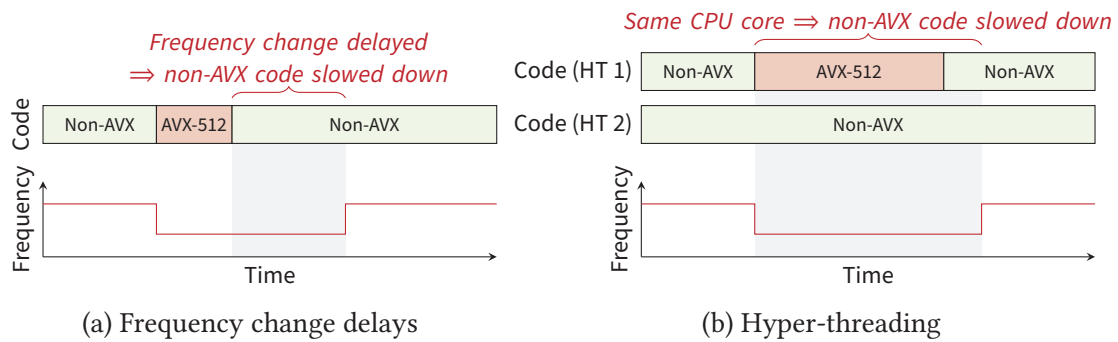 Frequency change delayed
⇒ non-AVX code slowed down
Code
Non-AVX
AVX-512
Non-AVX
Frequency
Time
(a) Frequency change delays
Same CPU core ⇒ non-AVX code slowed down
Code (HT 1)
Non-AVX
AVX-512
Non-AVX
Code (HT 2)
Non-AVX
Frequency
Time
(b) Hyper-threading